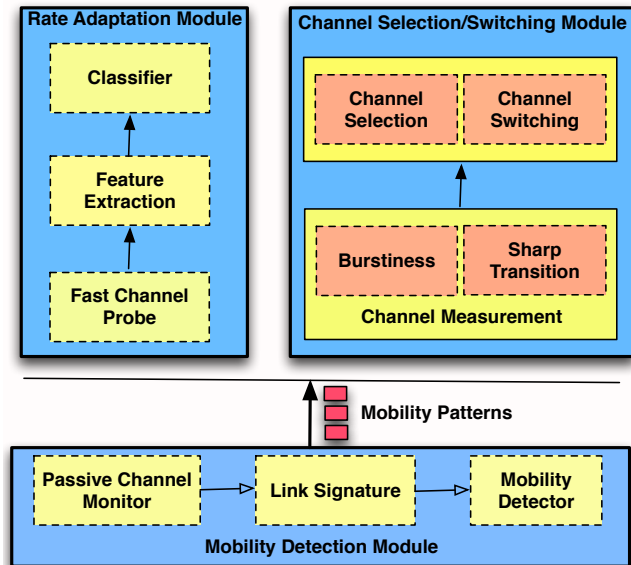 Rate Adaptation Module
Classifier
Feature
Extraction
Fast Channel
Probe
Channel Selection/Switching Module
Channel
Selection
Channel
Switching
Burstiness
Sharp
Transition
Channel Measurement
Mobility Patterns
Passive Channel
Monitor
Link Signature
Mobility
Detector
Mobility Detection Module